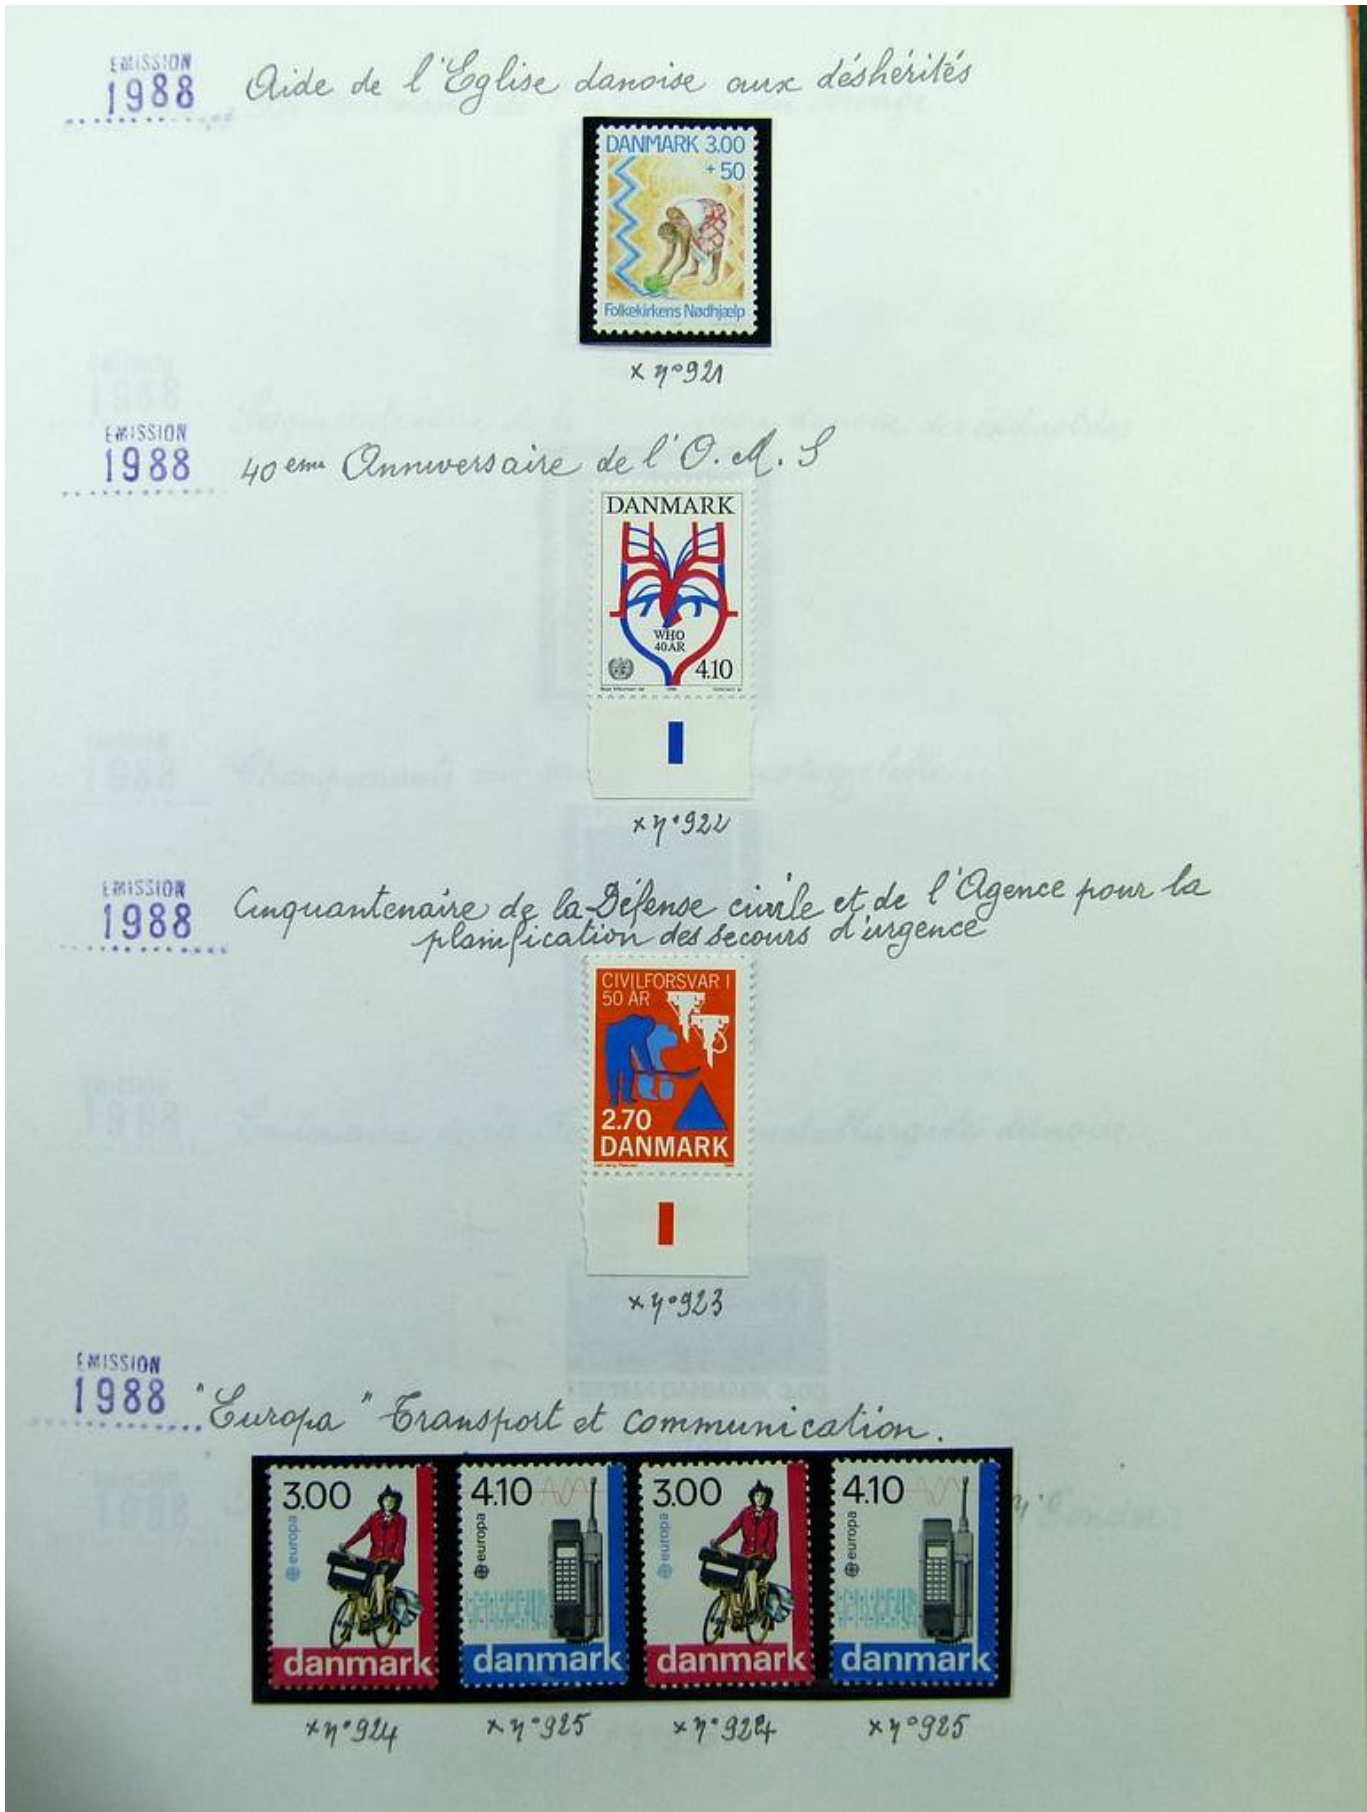 EMISSION
1988
Aide de l'Eglise danoise aux déshérités
DANMARK 3.00
+50
Folkekirkens Nødhjælp
x n°921
EMISSION
1988
40eme Anniversaire de l'O.M.S
DANMARK
WHO
40 ÅR
4.10
x n°922
EMISSION
1988
Cinquantenaire de la Défense civile et de l'Agence pour la
planification des secours d'urgence
CIVILFORSVAR I
50 ÅR
2.70
DANMARK
x n°923
EMISSION
1988
"Europa" Transport et communication.
3.00
europa
danmark
4.10
europa
danmark
3.00
europa
danmark
4.10
europa
danmark
x n°924 x n°925 x n°924 x n°925